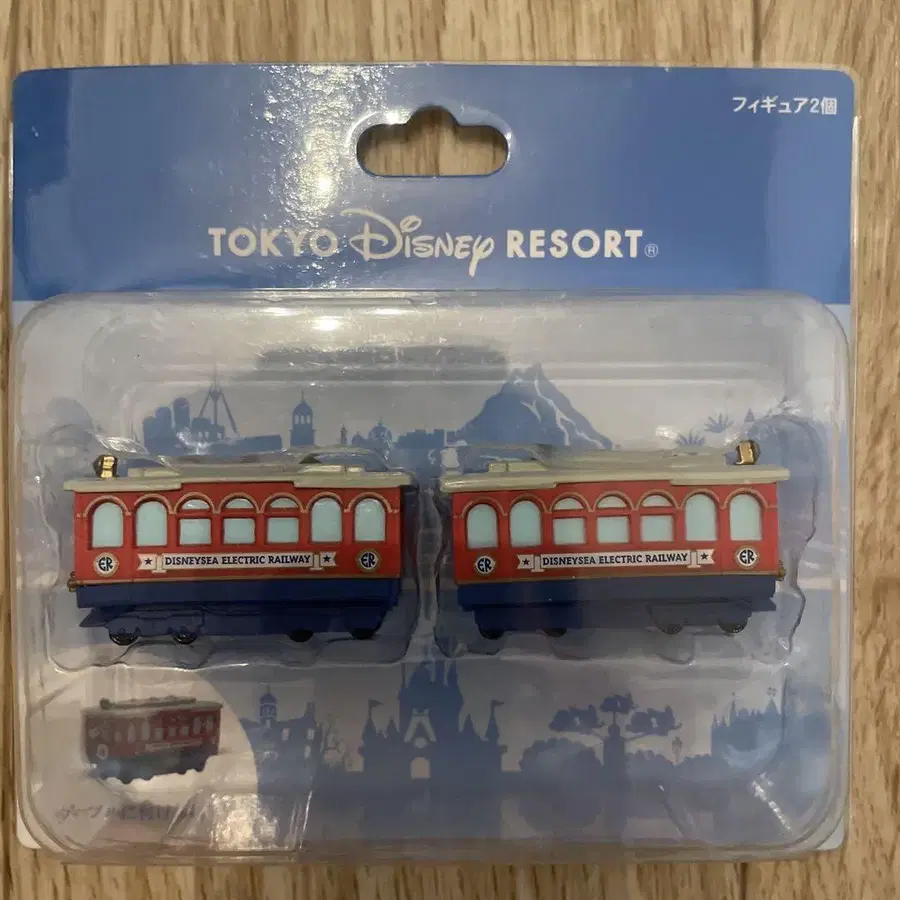 フィギュア2個
TOKYO Disney RESORT®
ER DISNEYSEA ELECTRIC RAILWAY ER
ER DISNEYSEA ELECTRIC RAILWAY ER